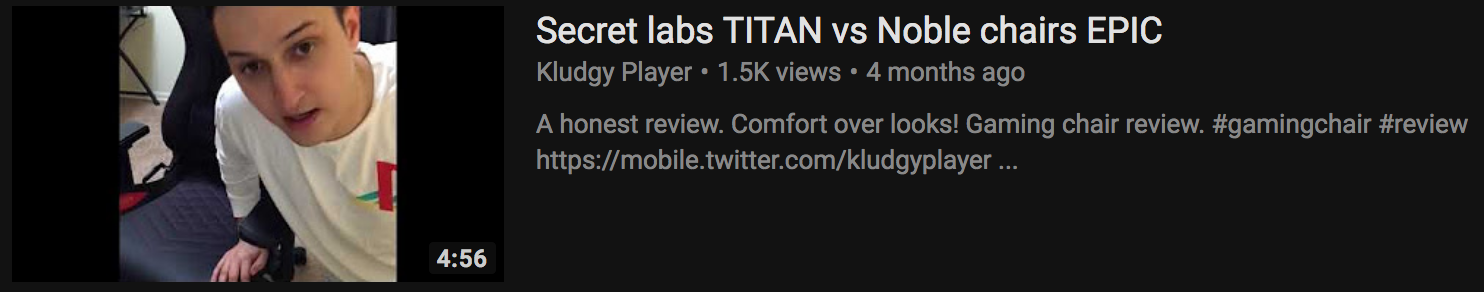 Secret labs TITAN vs Noble chairs EPIC
Kludgy Player • 1.5K views • 4 months ago
A honest review. Comfort over looks! Gaming chair review. #gamingchair #review
https://mobile.twitter.com/kludgyplayer ...
4:56